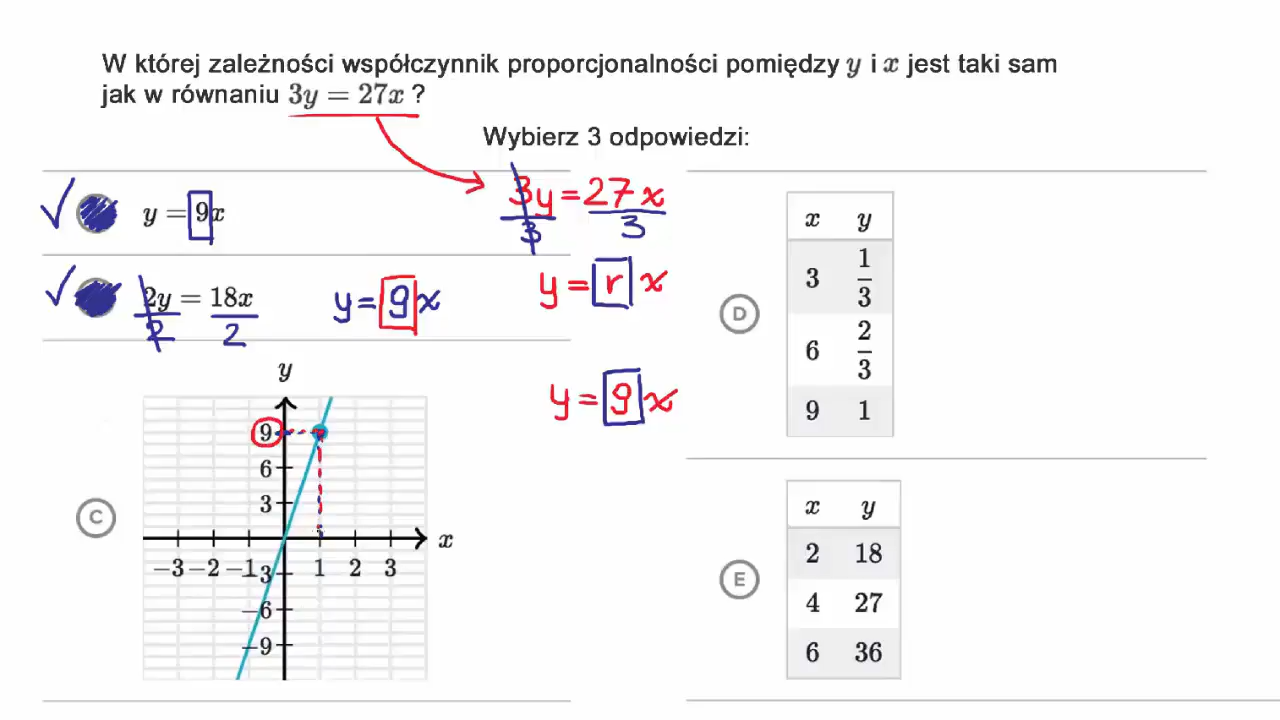 W której zależności współczynnik proporcjonalności pomiędzy y i x jest taki sam
jak w równaniu 3y = 27x ?
Wybierz 3 odpowiedzi:
y = 9x
2y = 18x
2 2
y = 9x
3y = 27x
3 3
y = r x
y = 9x
C
y
9
6
3
x
-3 -2 -1 1 2 3
-3
-6
-9
D
x y
3 1/3
6 2/3
9 1
E
x y
2 18
4 27
6 36